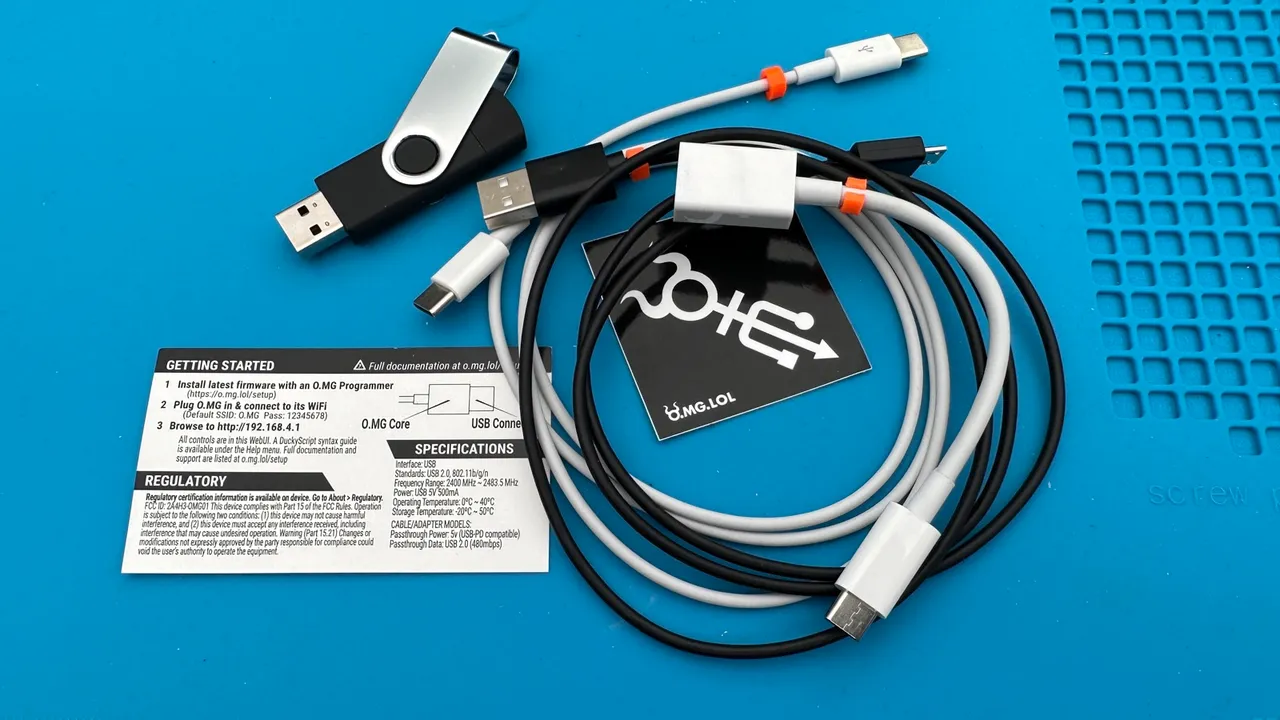 GETTING STARTED
Full documentation at o.mg.lol/
1 Install latest firmware with an O.MG Programmer
(https://o.mg.lol/setup)
2 Plug O.MG in & connect to its WiFi
(Default SSID: O.MG Pass: 12345678)
3 Browse to http://192.168.4.1
All controls are in this WebUI. A DuckyScript syntax guide
is available under the Help menu. Full documentation and
support are listed at o.mg.lol/setup
O.MG Core
USB Conne
REGULATORY
Regulatory certification information is available on device. Go to About > Regulatory.
FCC ID: 2A4H3-OMG01 This device complies with Part 15 of the FCC Rules. Operation
is subject to the following two conditions: (1) this device may not cause harmful
interference, and (2) this device must accept any interference received, including
interference that may cause undesired operation. Warning (Part 15.21) Changes or
modifications not expressly approved by the party responsible for compliance could
void the user's authority to operate the equipment.
SPECIFICATIONS
Interface: USB
Standards: USB 2.0, 802.11b/g/n
Frequency Range: 2400 MHz ~ 2483.5 MHz
Power: USB 5V 500mA
Operating Temperature: 0ºC ~ 40ºC
Storage Temperature: -20ºC ~ 50ºC
CABLE/ADAPTER MODELS:
Passthrough Power: 5v (USB-PD compatible)
Passthrough Data: USB 2.0 (480mbps)
O.MG.LOL
screw